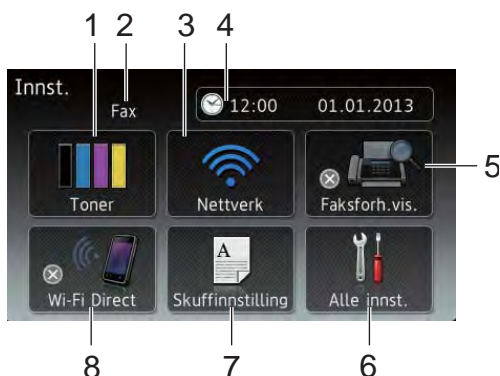 1 2 3 4
Innst.
Fax
12:00 01.01.2013
Toner Nettverk Faksforh.vis.
5
A
Wi-Fi Direct Skuffinnstilling Alle innst.
8 7 6